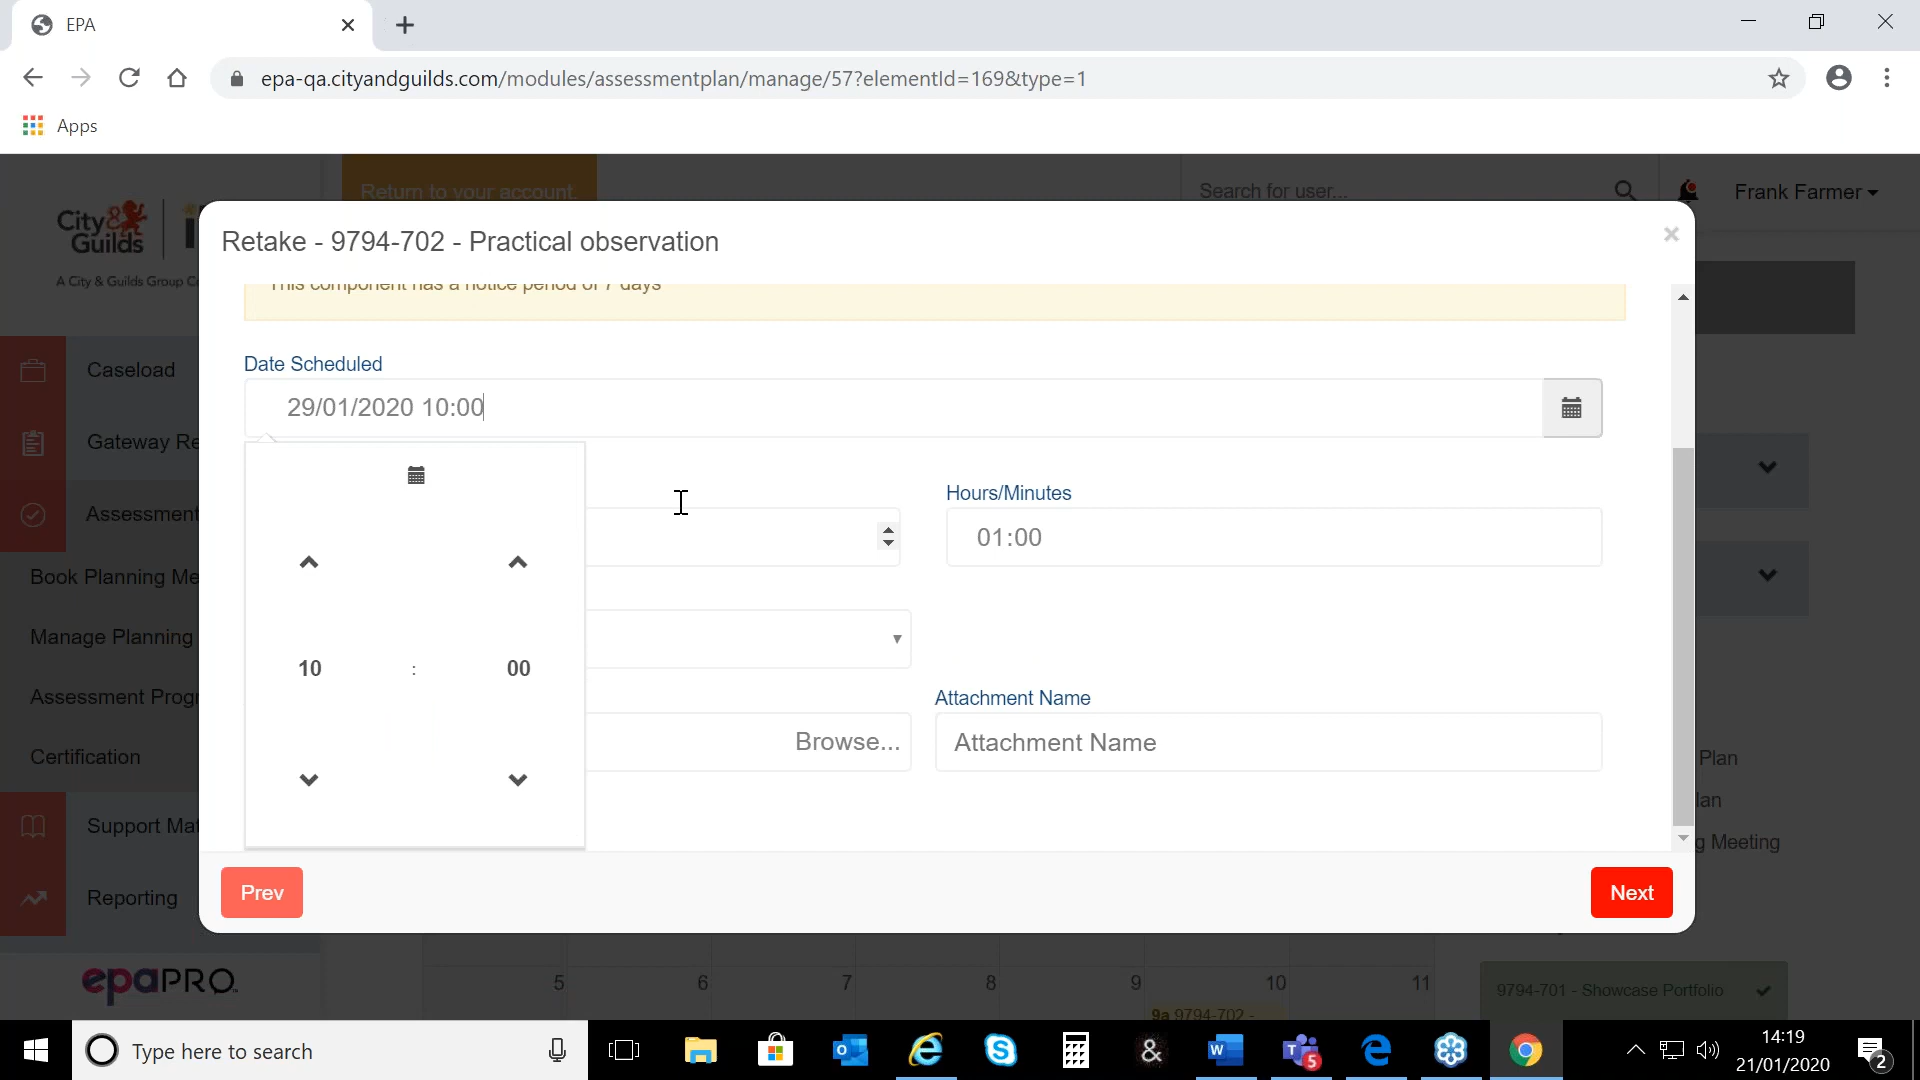 EPA
epa-qa.cityandguilds.com/modules/assessmentplan/manage/57?elementId=169&type=1
Apps
Return to your account.
Search for user...
Frank Farmer
City&
Guilds
A City & Guilds Group C
Retake - 9794-702 - Practical observation
×
This component has a notice period of 7 days
Date Scheduled
29/01/2020 10:00
Hours/Minutes
01:00
10 : 00
Attachment Name
Browse...
Attachment Name
Prev
Next
Caseload
Gateway Re
Assessment
Book Planning Me
Manage Planning
Assessment Progr
Certification
Support Mat
Reporting
epaPRO
Plan
lan
g Meeting
5 6 7 8 9 10 11
9a 9794-702 -
9794-701 - Showcase Portfolio
Type here to search
14:19
21/01/2020
5
2